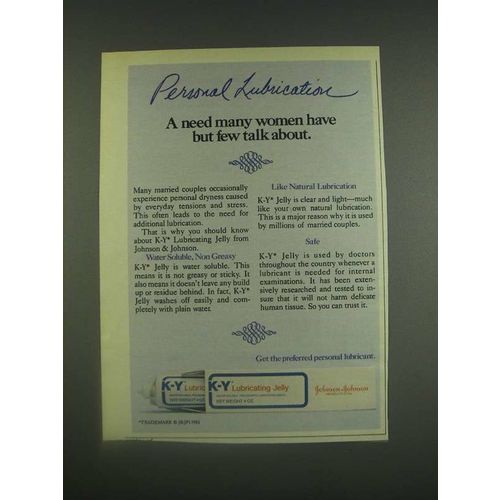 Personal Lubrication
A need many women have
but few talk about.
Many married couples occasionally
experience personal dryness caused
by everyday tensions and stress.
This often leads to the need for
additional lubrication.
That is why you should know
about K-Y* Lubricating Jelly from
Johnson & Johnson.
Water Soluble, Non Greasy
K-Y* Jelly is water soluble. This
means it is not greasy or sticky. It
also means it doesn't leave any build
up or residue behind. In fact, K-Y*
Jelly washes off easily and com-
pletely with plain water.
Like Natural Lubrication
K-Y* Jelly is clear and light—much
like your own natural lubrication.
This is a major reason why it is used
by millions of married couples.
Safe
K-Y* Jelly is used by doctors
throughout the country whenever a
lubricant is needed for internal
examinations. It has been exten-
sively researched and tested to in-
sure that it will not harm delicate
human tissue. So you can trust it.
Get the preferred personal lubricant.
K-Y Lubric
K-Y* Lubricating Jelly
NET WEIGHT 4 OZ.
Johnson & Johnson
*TRADEMARK